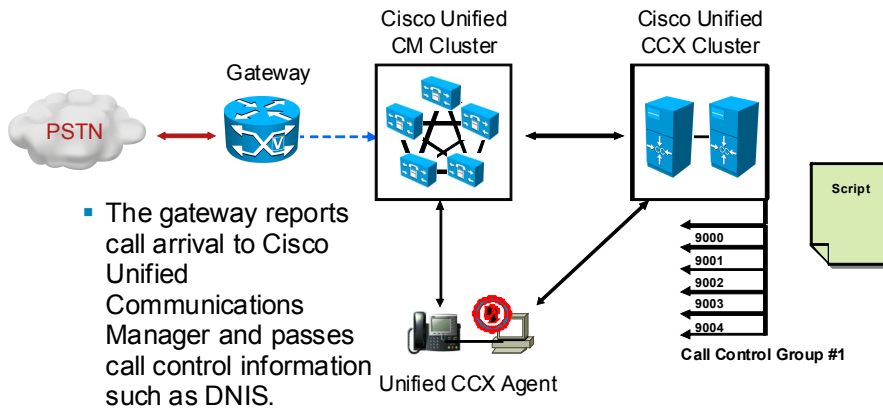 Cisco Unified
CM Cluster
Cisco Unified
CCX Cluster
Gateway
PSTN
V
CC
CC
Script
▪ The gateway reports
call arrival to Cisco
Unified
Communications
Manager and passes
call control information
such as DNIS.
9000
9001
9002
9003
9004
Call Control Group #1
Unified CCX Agent